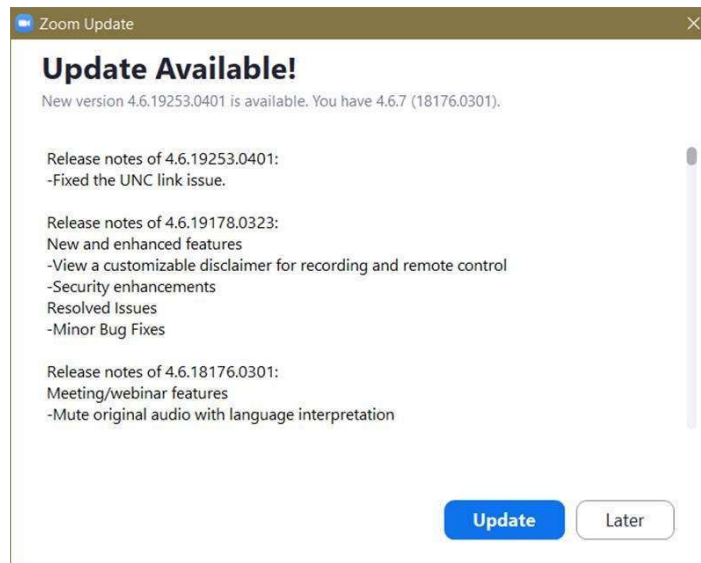 Zoom Update
Update Available!
New version 4.6.19253.0401 is available. You have 4.6.7 (18176.0301).
Release notes of 4.6.19253.0401:
-Fixed the UNC link issue.
Release notes of 4.6.19178.0323:
New and enhanced features
-View a customizable disclaimer for recording and remote control
-Security enhancements
Resolved Issues
-Minor Bug Fixes
Release notes of 4.6.18176.0301:
Meeting/webinar features
-Mute original audio with language interpretation
Update
Later